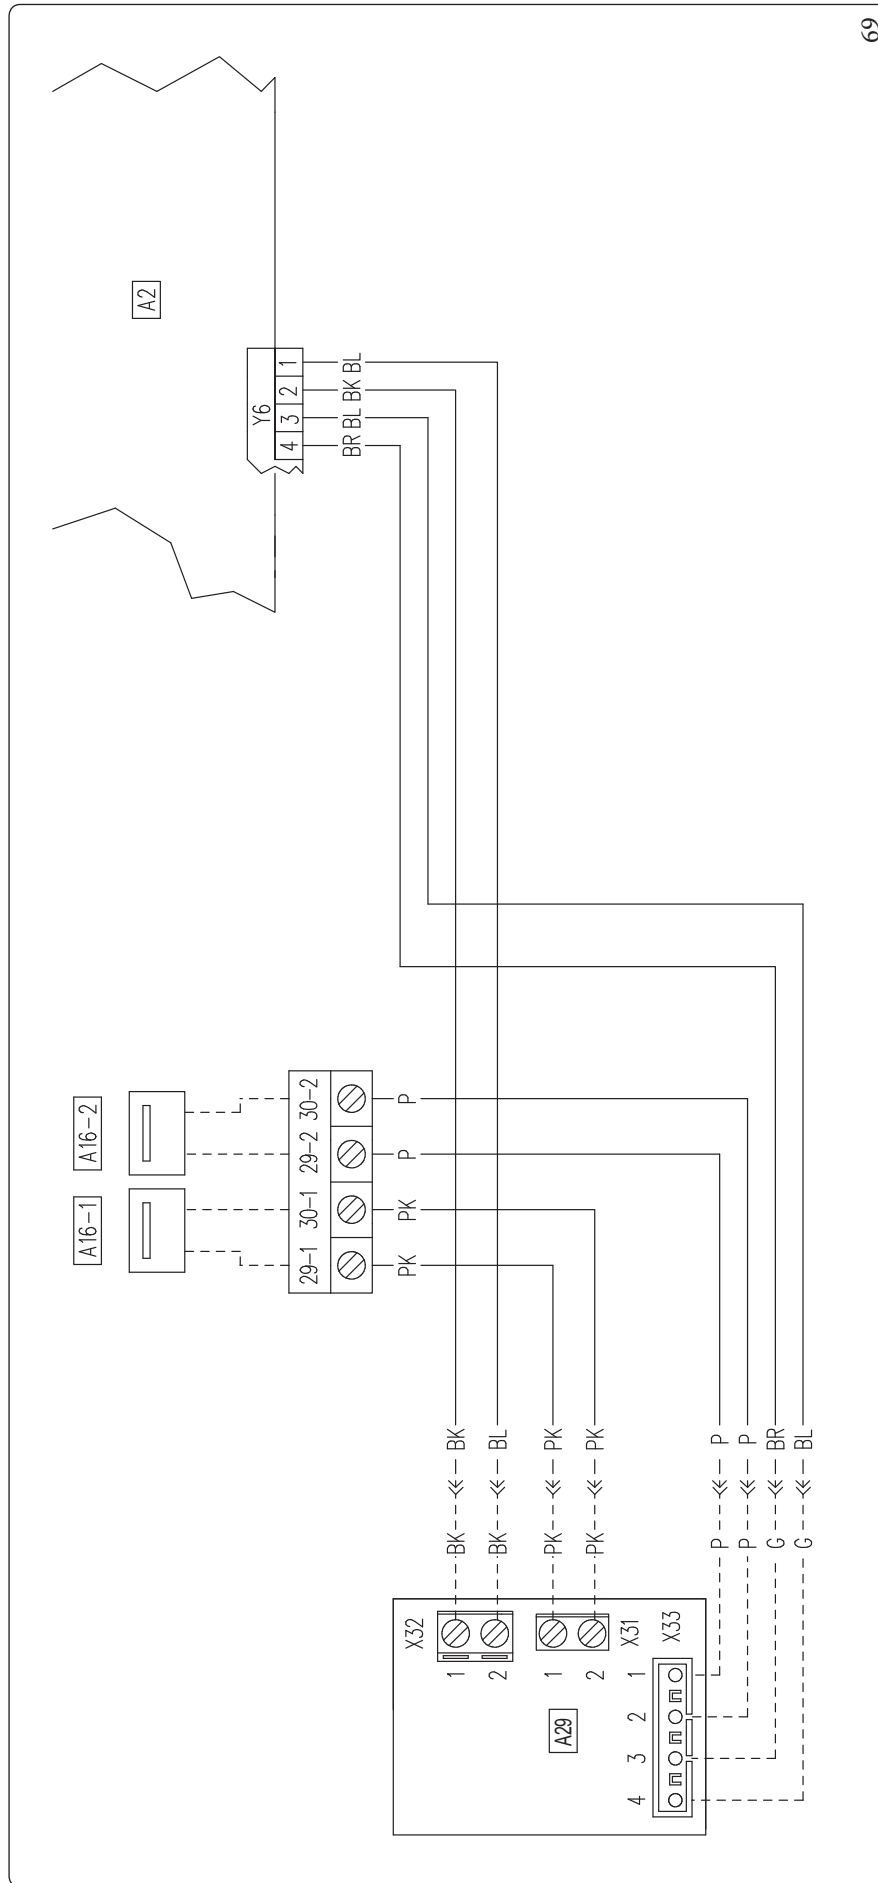 69
A2
Y6
4 3 2 1
BR BL BK BL
A16-1 A16-2
29-1 30-1 29-2 30-2
PK PK P P
BK BL PK PK P P BR BL
BK BK PK PK P P G G
X32
1 2
X31
1 2
X33
4 3 2 1
A29